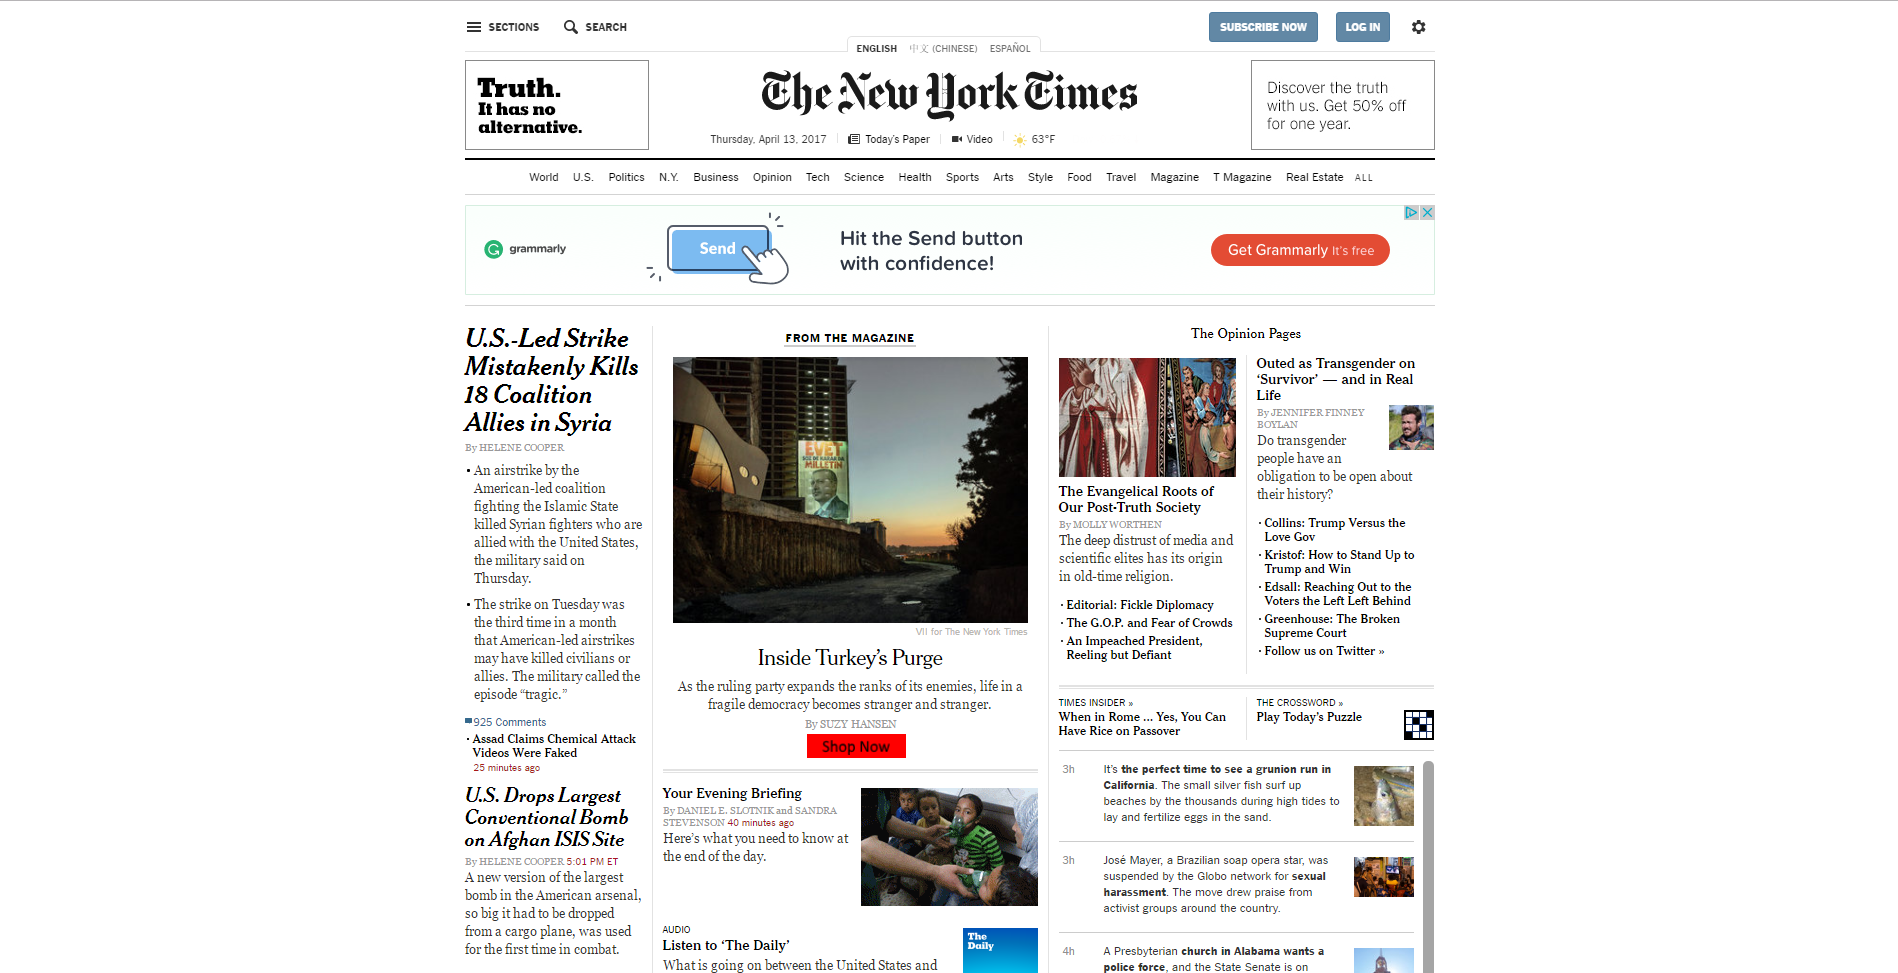 SECTIONS
SEARCH
SUBSCRIBE NOW
LOG IN
ENGLISH
中文 (CHINESE)
ESPAÑOL
Truth.
It has no
alternative.
The New York Times
Discover the truth
with us. Get 50% off
for one year.
Thursday, April 13, 2017
Today's Paper
Video
63°F
World U.S. Politics N.Y. Business Opinion Tech Science Health Sports Arts Style Food Travel Magazine T Magazine Real Estate ALL
grammarly
Send
Hit the Send button
with confidence!
Get Grammarly It's free
U.S.-Led Strike
Mistakenly Kills
18 Coalition
Allies in Syria
By HELENE COOPER
• An airstrike by the
American-led coalition
fighting the Islamic State
killed Syrian fighters who are
allied with the United States,
the military said on
Thursday.
• The strike on Tuesday was
the third time in a month
that American-led airstrikes
may have killed civilians or
allies. The military called the
episode “tragic.”
925 Comments
· Assad Claims Chemical Attack
Videos Were Faked
25 minutes ago
U.S. Drops Largest
Conventional Bomb
on Afghan ISIS Site
By HELENE COOPER 5:01 PM ET
A new version of the largest
bomb in the American arsenal,
so big it had to be dropped
from a cargo plane, was used
for the first time in combat.
FROM THE MAGAZINE
EVET
MILLETİN
VII for The New York Times
Inside Turkey’s Purge
As the ruling party expands the ranks of its enemies, life in a
fragile democracy becomes stranger and stranger.
By SUZY HANSEN
Shop Now
Your Evening Briefing
By DANIEL E. SLOTNIK and SANDRA
STEVENSON 40 minutes ago
Here’s what you need to know at
the end of the day.
AUDIO
Listen to ‘The Daily’
What is going on between the United States and
The
Daily
The Opinion Pages
The Evangelical Roots of
Our Post-Truth Society
By MOLLY WORTHEN
The deep distrust of media and
scientific elites has its origin
in old-time religion.
· Editorial: Fickle Diplomacy
· The G.O.P. and Fear of Crowds
· An Impeached President,
Reeling but Defiant
Outed as Transgender on
‘Survivor’ — and in Real
Life
By JENNIFER FINNEY
BOYLAN
Do transgender
people have an
obligation to be open about
their history?
· Collins: Trump Versus the
Love Gov
· Kristof: How to Stand Up to
Trump and Win
· Edsall: Reaching Out to the
Voters the Left Left Behind
· Greenhouse: The Broken
Supreme Court
· Follow us on Twitter »
TIMES INSIDER »
When in Rome ... Yes, You Can
Have Rice on Passover
THE CROSSWORD »
Play Today’s Puzzle
3h
It’s the perfect time to see a grunion run in
California. The small silver fish surf up
beaches by the thousands during high tides to
lay and fertilize eggs in the sand.
3h
José Mayer, a Brazilian soap opera star, was
suspended by the Globo network for sexual
harassment. The move drew praise from
activist groups around the country.
4h
A Presbyterian church in Alabama wants a
police force, and the State Senate is on